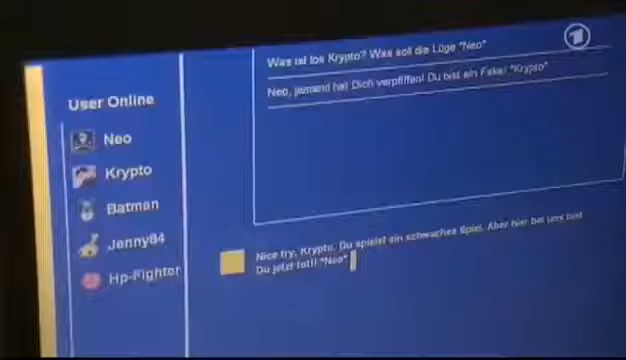 Was ist los Krypto? Was soll die Lüge "Neo"
Neo, jemand hat Dich verpfiffen! Du bist ein Fake! "Krypto"
User Online
Neo
Krypto
Batman
Jenny84
Hp-Fighter
Nice try, Krypto. Du spielst ein schwaches Spiel. Aber hier bei uns bist
Du jetzt tot!! "Neo"
1